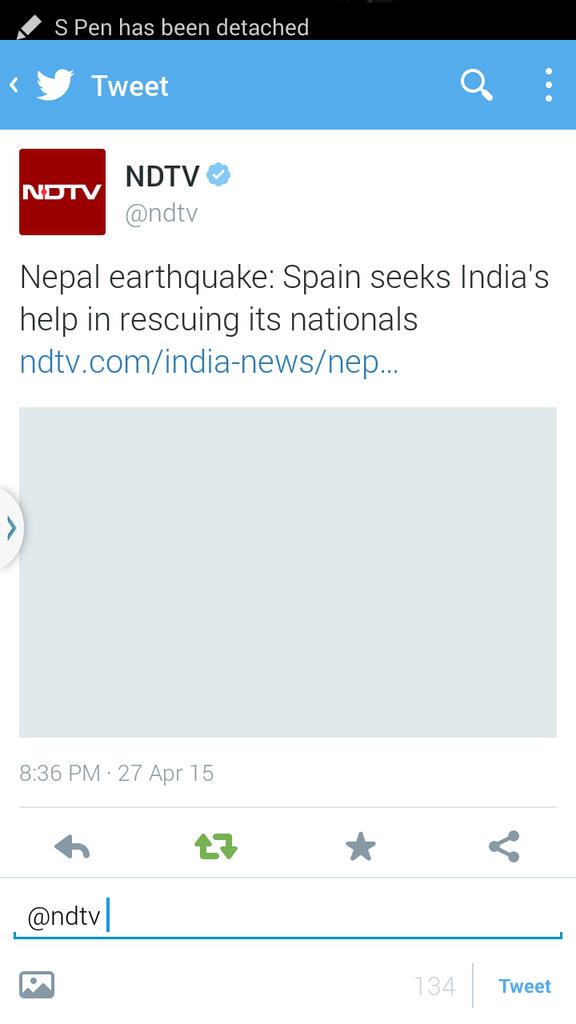 S Pen has been detached
Tweet
NDTV
NDTV
@ndtv
Nepal earthquake: Spain seeks India's
help in rescuing its nationals
ndtv.com/india-news/nep...
8:36 PM · 27 Apr 15
@ndtv
134
Tweet